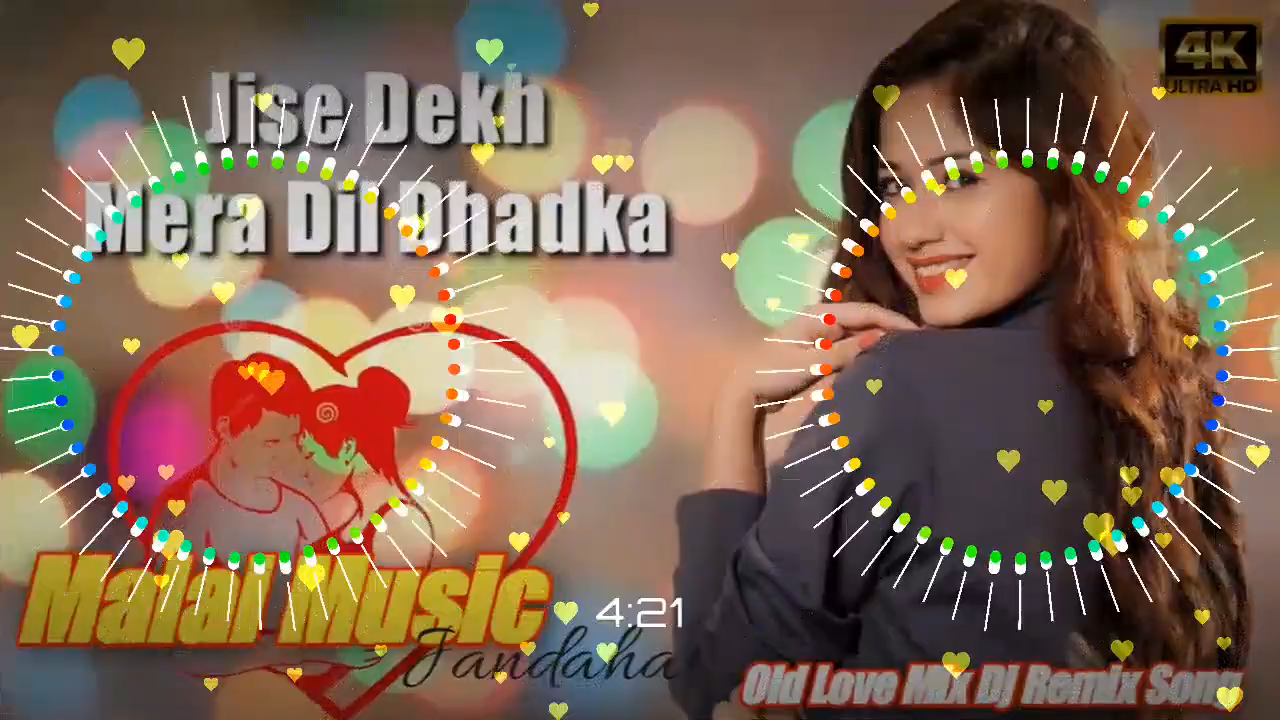 Jise Dekh
4K
ULTRA HD
Mera Dil Dhadka
Malai Music
Jandaha
4:21
Old Love Mix Dj Remix Song